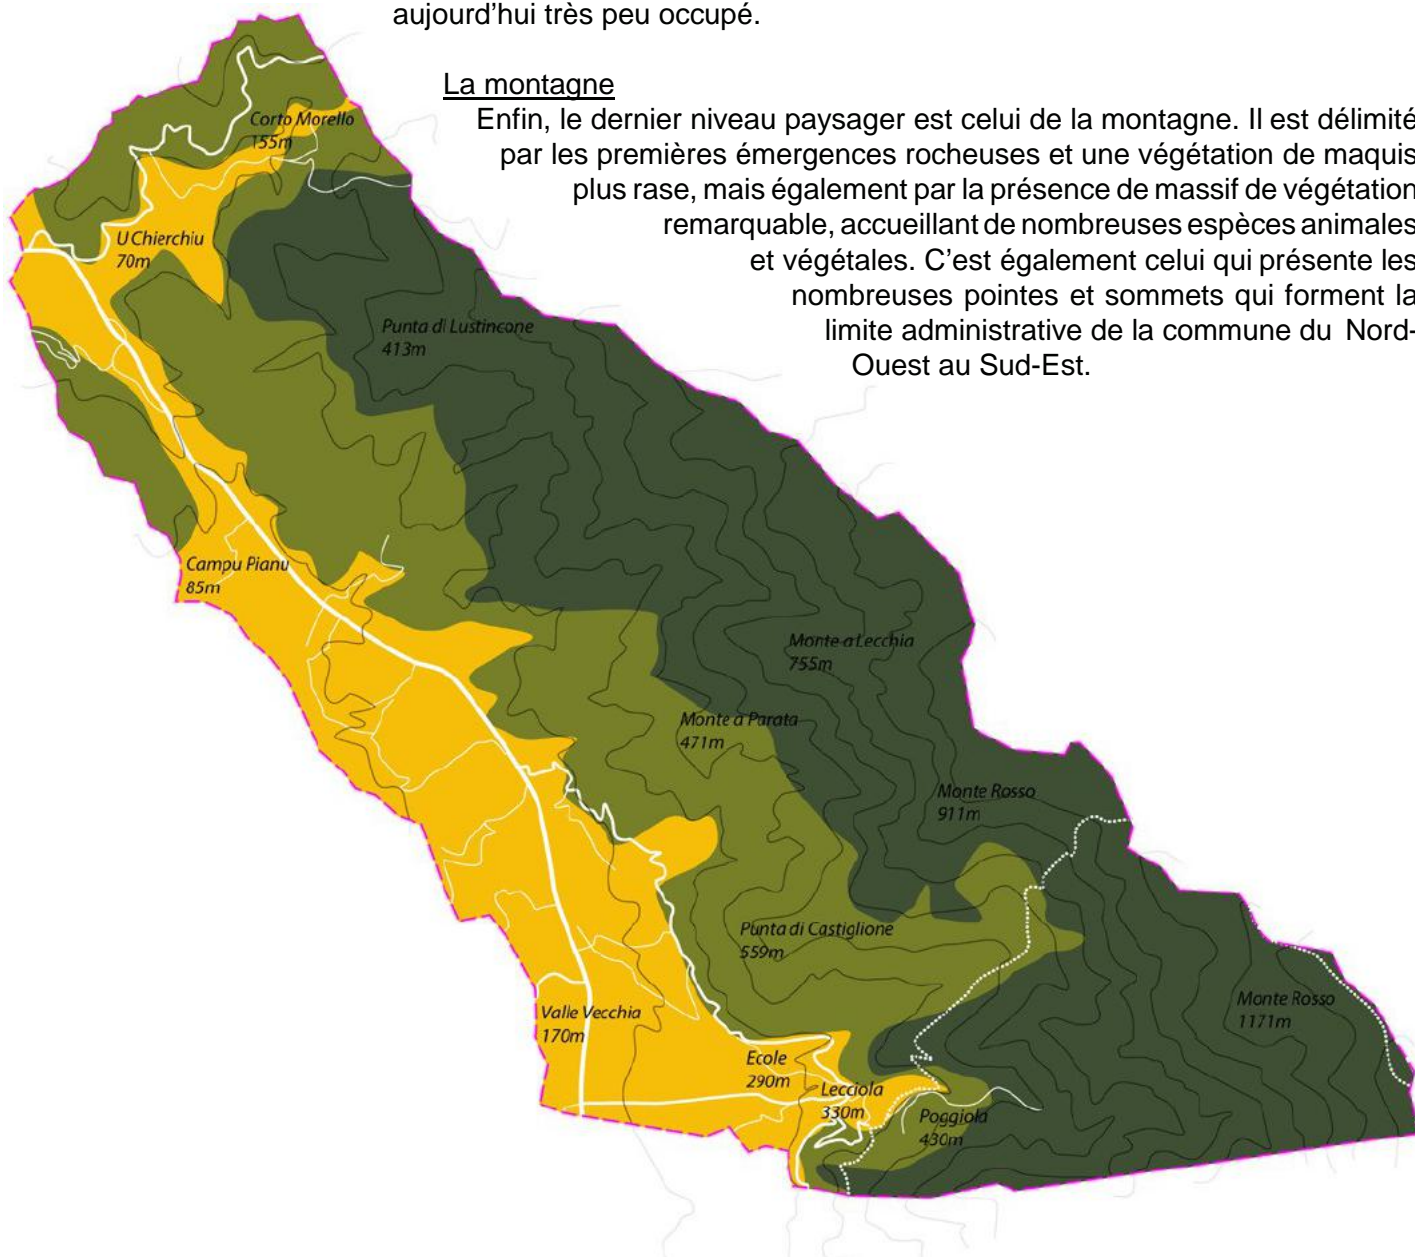 aujourd'hui très peu occupé.
La montagne
Enfin, le dernier niveau paysager est celui de la montagne. Il est délimité
par les premières émergences rocheuses et une végétation de maquis
plus rase, mais également par la présence de massif de végétation
remarquable, accueillant de nombreuses espèces animales
et végétales. C'est également celui qui présente les
nombreuses pointes et sommets qui forment la
limite administrative de la commune du Nord-
Ouest au Sud-Est.
Corto Morello
155m
U Chierchiu
70m
Punta di Lustincone
413m
Campu Pianu
85m
Monte a Lecchia
755m
Monte a Parata
471m
Monte Rosso
911m
Punta di Castiglione
559m
Monte Rosso
1171m
Valle Vecchia
170m
Ecole
290m
Lecciola
330m
Poggiola
430m